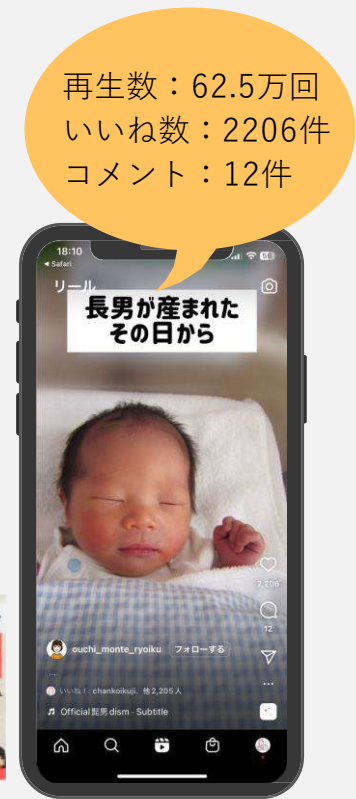 再生数：62.5万回
いいね数：2206件
コメント：12件
18:10
◀ Safari
リール
長男が産まれた
その日から
2,206
12
ouchi_monte_ryoiku フォローする
...
いいね！: chankoikuji、他2,205人
Official髭男dism · Subtitle